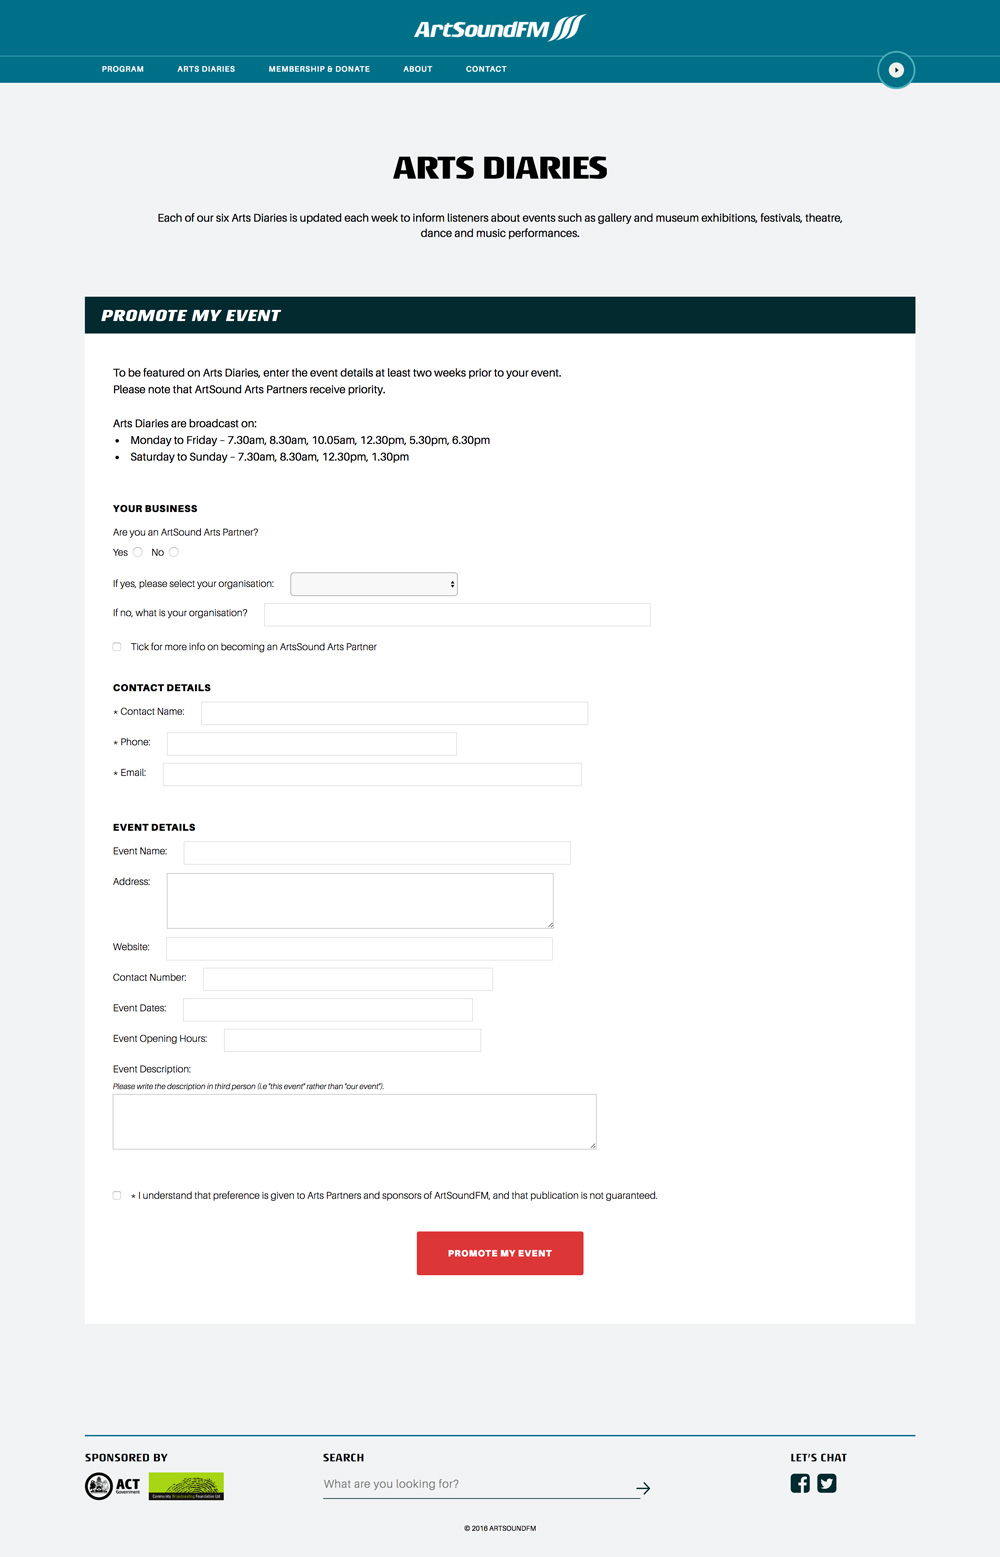 ArtSoundFM
PROGRAM ARTS DIARIES MEMBERSHIP & DONATE ABOUT CONTACT
ARTS DIARIES
Each of our six Arts Diaries is updated each week to inform listeners about events such as gallery and museum exhibitions, festivals, theatre,
dance and music performances.
PROMOTE MY EVENT
To be featured on Arts Diaries, enter the event details at least two weeks prior to your event.
Please note that ArtSound Arts Partners receive priority.
Arts Diaries are broadcast on:
• Monday to Friday – 7.30am, 8.30am, 10.05am, 12.30pm, 5.30pm, 6.30pm
• Saturday to Sunday – 7.30am, 8.30am, 12.30pm, 1.30pm
YOUR BUSINESS
Are you an ArtSound Arts Partner?
Yes No
If yes, please select your organisation:
If no, what is your organisation?
Tick for more info on becoming an ArtsSound Arts Partner
CONTACT DETAILS
* Contact Name:
* Phone:
* Email:
EVENT DETAILS
Event Name:
Address:
Website:
Contact Number:
Event Dates:
Event Opening Hours:
Event Description:
Please write the description in third person (i.e "this event" rather than "our event").
* I understand that preference is given to Arts Partners and sponsors of ArtSoundFM, and that publication is not guaranteed.
PROMOTE MY EVENT
SPONSORED BY SEARCH LET'S CHAT
ACT
Government
Community Broadcasting Foundation Ltd
What are you looking for?
© 2016 ARTSOUNDFM